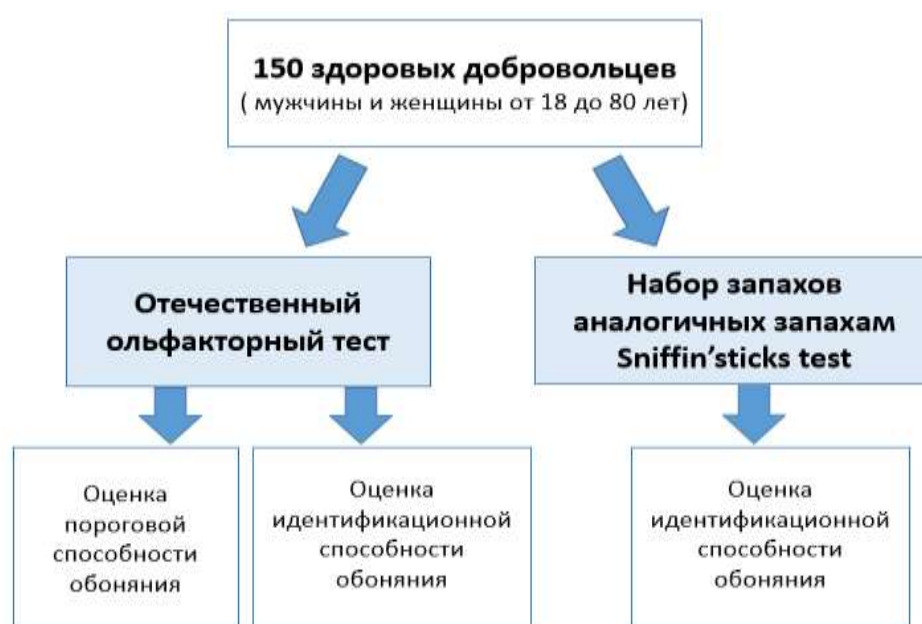 150 здоровых добровольцев
( мужчины и женщины от 18 до 80 лет)
Отечественный
ольфакторный тест
Набор запахов
аналогичных запахам
Sniffin'sticks test
Оценка
пороговой
способности
обоняния
Оценка
идентификационной
способности
обоняния
Оценка
идентификационной
способности
обоняния